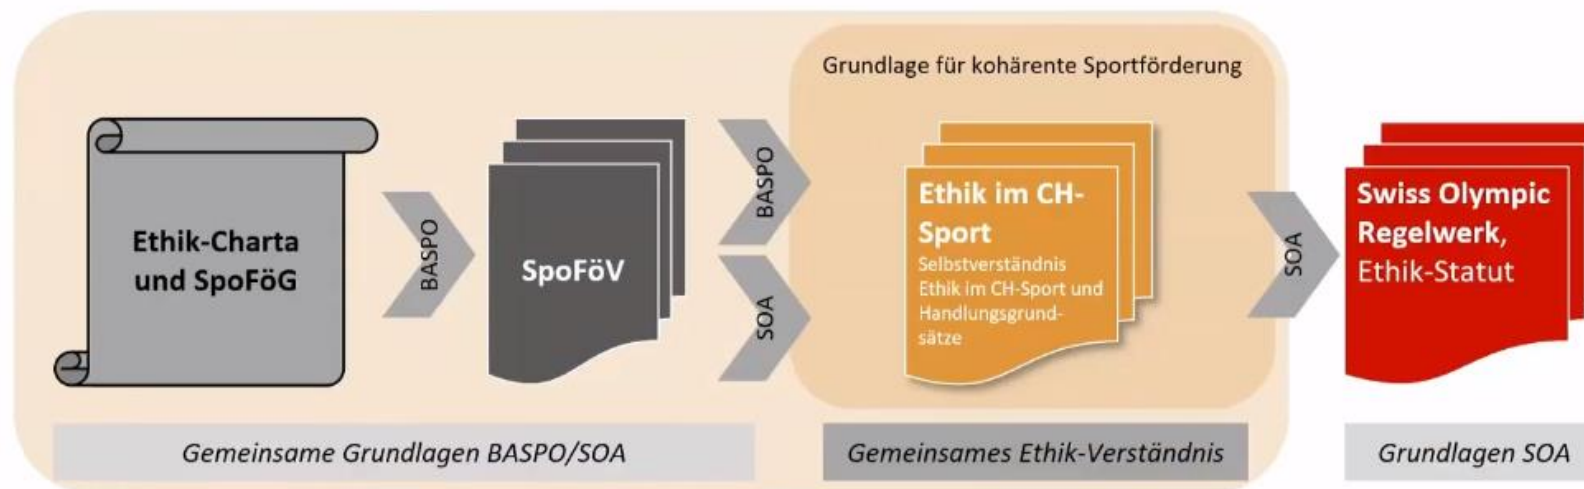 Grundlage für kohärente Sportförderung
Ethik-Charta
und SpoFöG
BASPO
SpoFöV
BASPO
SOA
Ethik im CH-
Sport
Selbstverständnis
Ethik im CH-Sport und
Handlungsgrund-
sätze
SOA
Swiss Olympic
Regelwerk,
Ethik-Statut
Gemeinsame Grundlagen BASPO/SOA
Gemeinsames Ethik-Verständnis
Grundlagen SOA